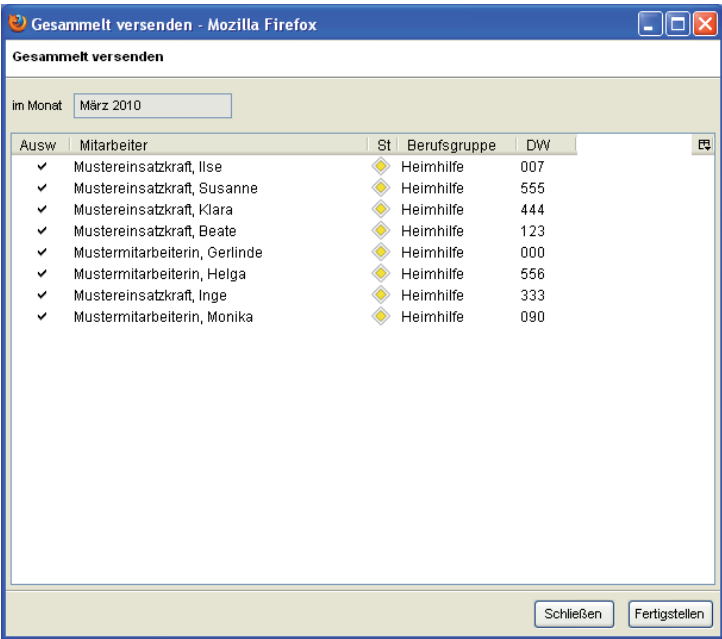 Gesammelt versenden - Mozilla Firefox
Gesammelt versenden
im Monat März 2010
Ausw Mitarbeiter St Berufsgruppe DW
Mustereinsatzkraft, Ilse Heimhilfe 007
Mustereinsatzkraft, Susanne Heimhilfe 555
Mustereinsatzkraft, Klara Heimhilfe 444
Mustereinsatzkraft, Beate Heimhilfe 123
Mustermitarbeiterin, Gerlinde Heimhilfe 000
Mustermitarbeiterin, Helga Heimhilfe 556
Mustereinsatzkraft, Inge Heimhilfe 333
Mustermitarbeiterin, Monika Heimhilfe 090
Schließen Fertigstellen